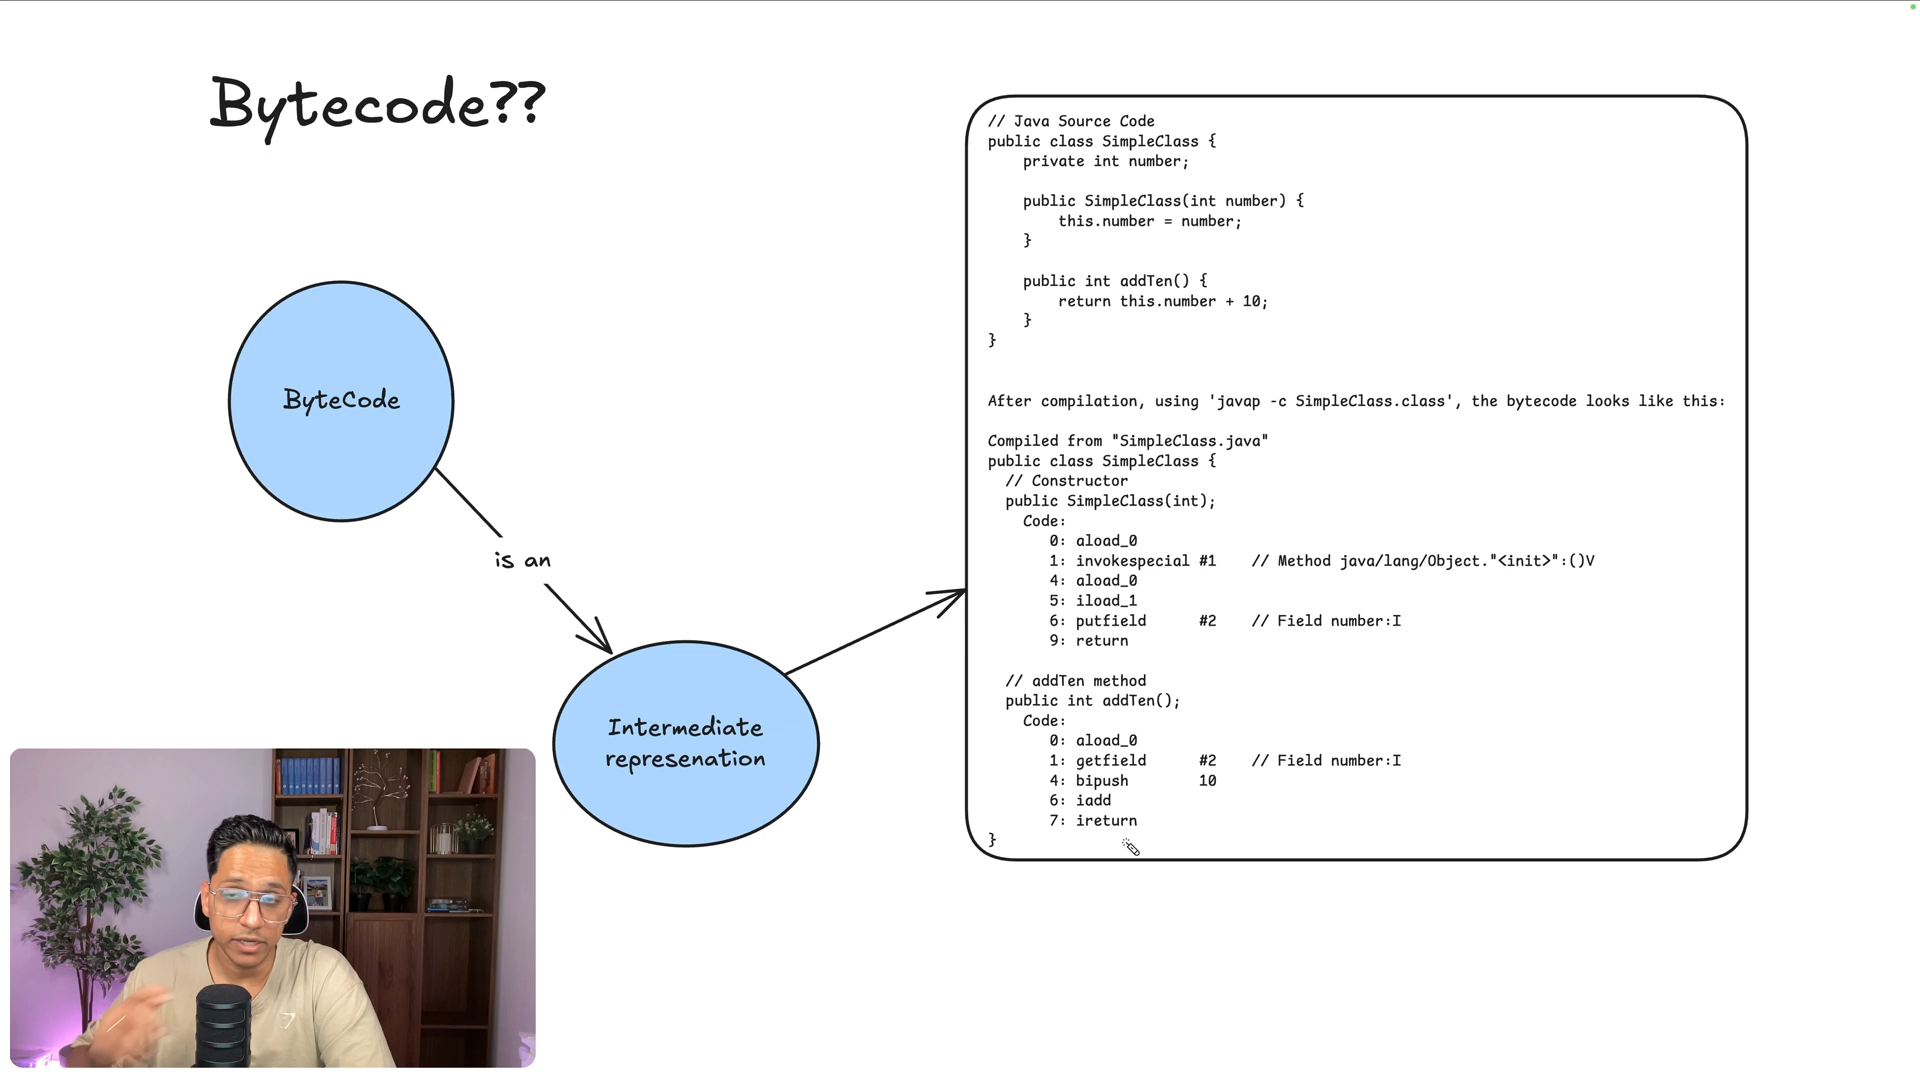 Bytecode??
ByteCode
is an
Intermediate
represenation
// Java Source Code
public class SimpleClass {
    private int number;

    public SimpleClass(int number) {
        this.number = number;
    }

    public int addTen() {
        return this.number + 10;
    }
}

After compilation, using 'javap -c SimpleClass.class', the bytecode looks like this:

Compiled from "SimpleClass.java"
public class SimpleClass {
  // Constructor
  public SimpleClass(int);
    Code:
       0: aload_0
       1: invokespecial #1    // Method java/lang/Object."<init>":()V
       4: aload_0
       5: iload_1
       6: putfield      #2    // Field number:I
       9: return

  // addTen method
  public int addTen();
    Code:
       0: aload_0
       1: getfield      #2    // Field number:I
       4: bipush        10
       6: iadd
       7: ireturn
}